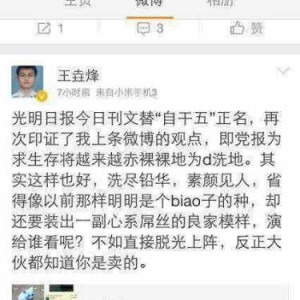 主页
微博
相册
1
3
赞
王垚烽
7小时前 来自小米手机3
光明日报今日刊文替“自干五”正名，再
次印证了我上条微博的观点，即党报为
求生存将越来越赤裸裸地为d洗地。其
实这样也好，洗尽铅华，素颜见人，省
得像以前那样明明是个biao子的种，却
还要装出一副心系屌丝的良家模样，演
给谁看呢？不如直接脱光上阵，反正大
伙都知道你是卖的。